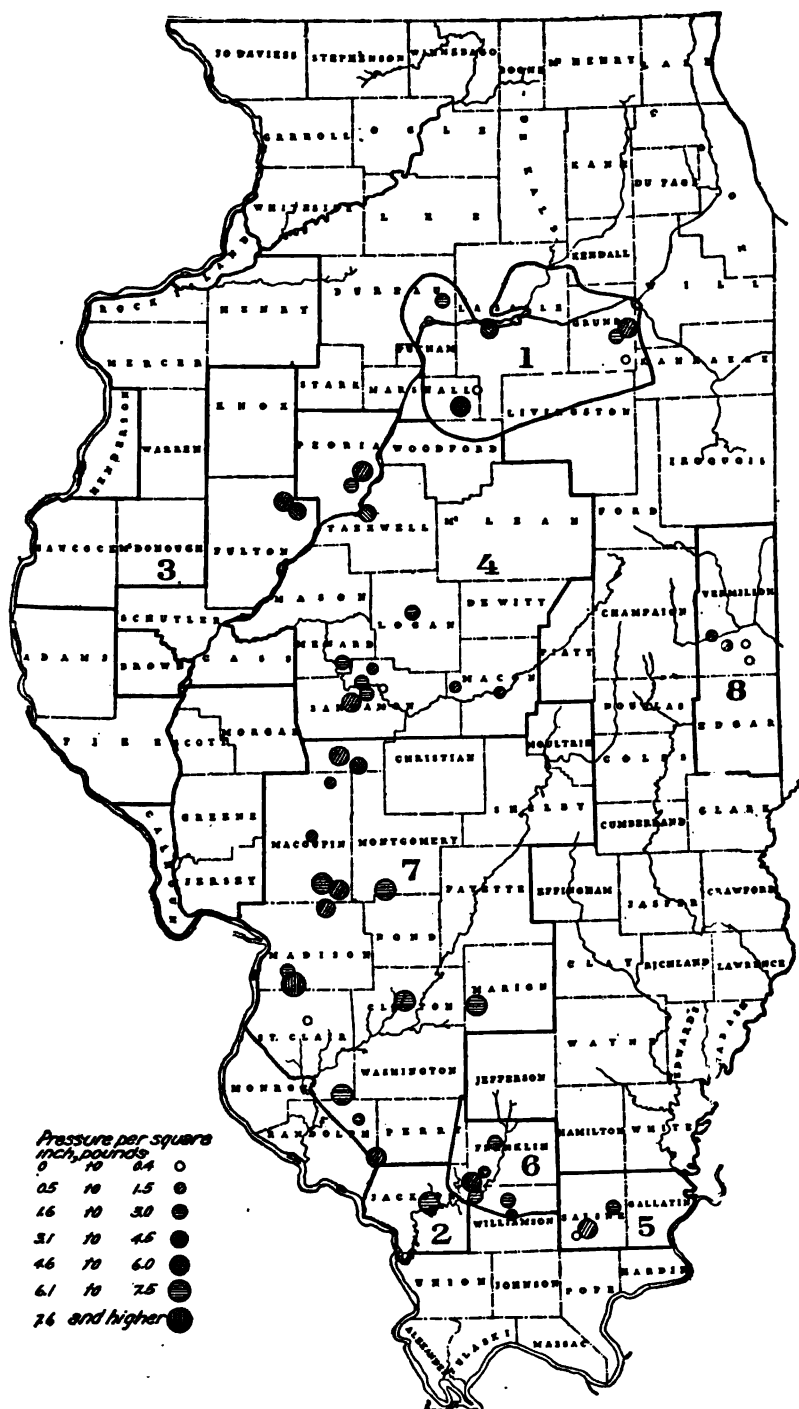 JO DAVIESS
STEPHENSON
WINNEBAGO
BOONE
McHENRY
LAKE
CARROLL
OGLE
KANE
DU PAGE
WHITESIDE
LEE
KENDALL
WILL
ROCK ISLAND
HENRY
BUREAU
LA SALLE
GRUNDY
MERCER
PUTNAM
1
KANKAKEE
STARK
MARSHALL
KNOX
LIVINGSTON
HENDERSON
WARREN
PEORIA
WOODFORD
IROQUOIS
FORD
HANCOCK
McDONOUGH
FULTON
TAZEWELL
McLEAN
3
4
MASON
DEWITT
VERMILION
SCHUYLER
LOGAN
CHAMPAIGN
ADAMS
BROWN
CASS
MENARD
PIATT
SANGAMON
MACON
8
DOUGLAS
EDGAR
PIKE
SCOTT
MORGAN
CHRISTIAN
MOULTRIE
COLES
GREENE
SHELBY
CUMBERLAND
CLARK
CALHOUN
MACOUPIN
MONTGOMERY
7
JERSEY
FAYETTE
EFFINGHAM
JASPER
CRAWFORD
BOND
MADISON
CLAY
RICHLAND
LAWRENCE
CLINTON
MARION
ST. CLAIR
WAYNE
EDWARDS
WABASH
MONROE
WASHINGTON
JEFFERSON
RANDOLPH
PERRY
FRANKLIN
HAMILTON
WHITE
6
JACKSON
2
WILLIAMSON
SALINE
5
GALLATIN
UNION
JOHNSON
POPE
HARDIN
ALEXANDER
PULASKI
MASSAC
Pressure per square
inch, pounds
0 to 0.4
0.5 to 1.5
1.6 to 3.0
3.1 to 4.5
4.6 to 6.0
6.1 to 7.5
7.6 and higher